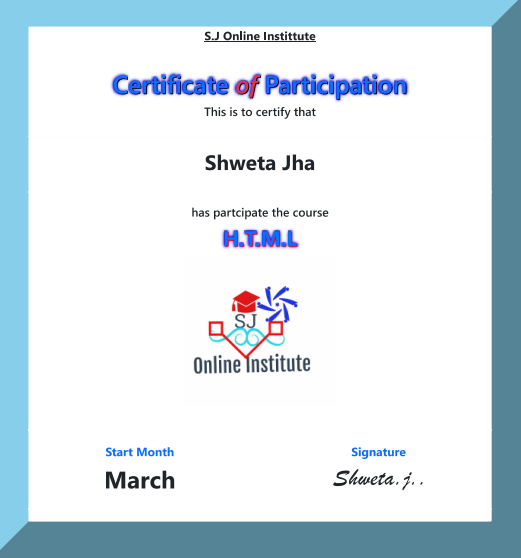 S.J Online Instittute
Certificate of Participation
This is to certify that
Shweta Jha
has partcipate the course
H.T.M.L
SJ
Online Institute
Start Month
Signature
March
Shweta.j..